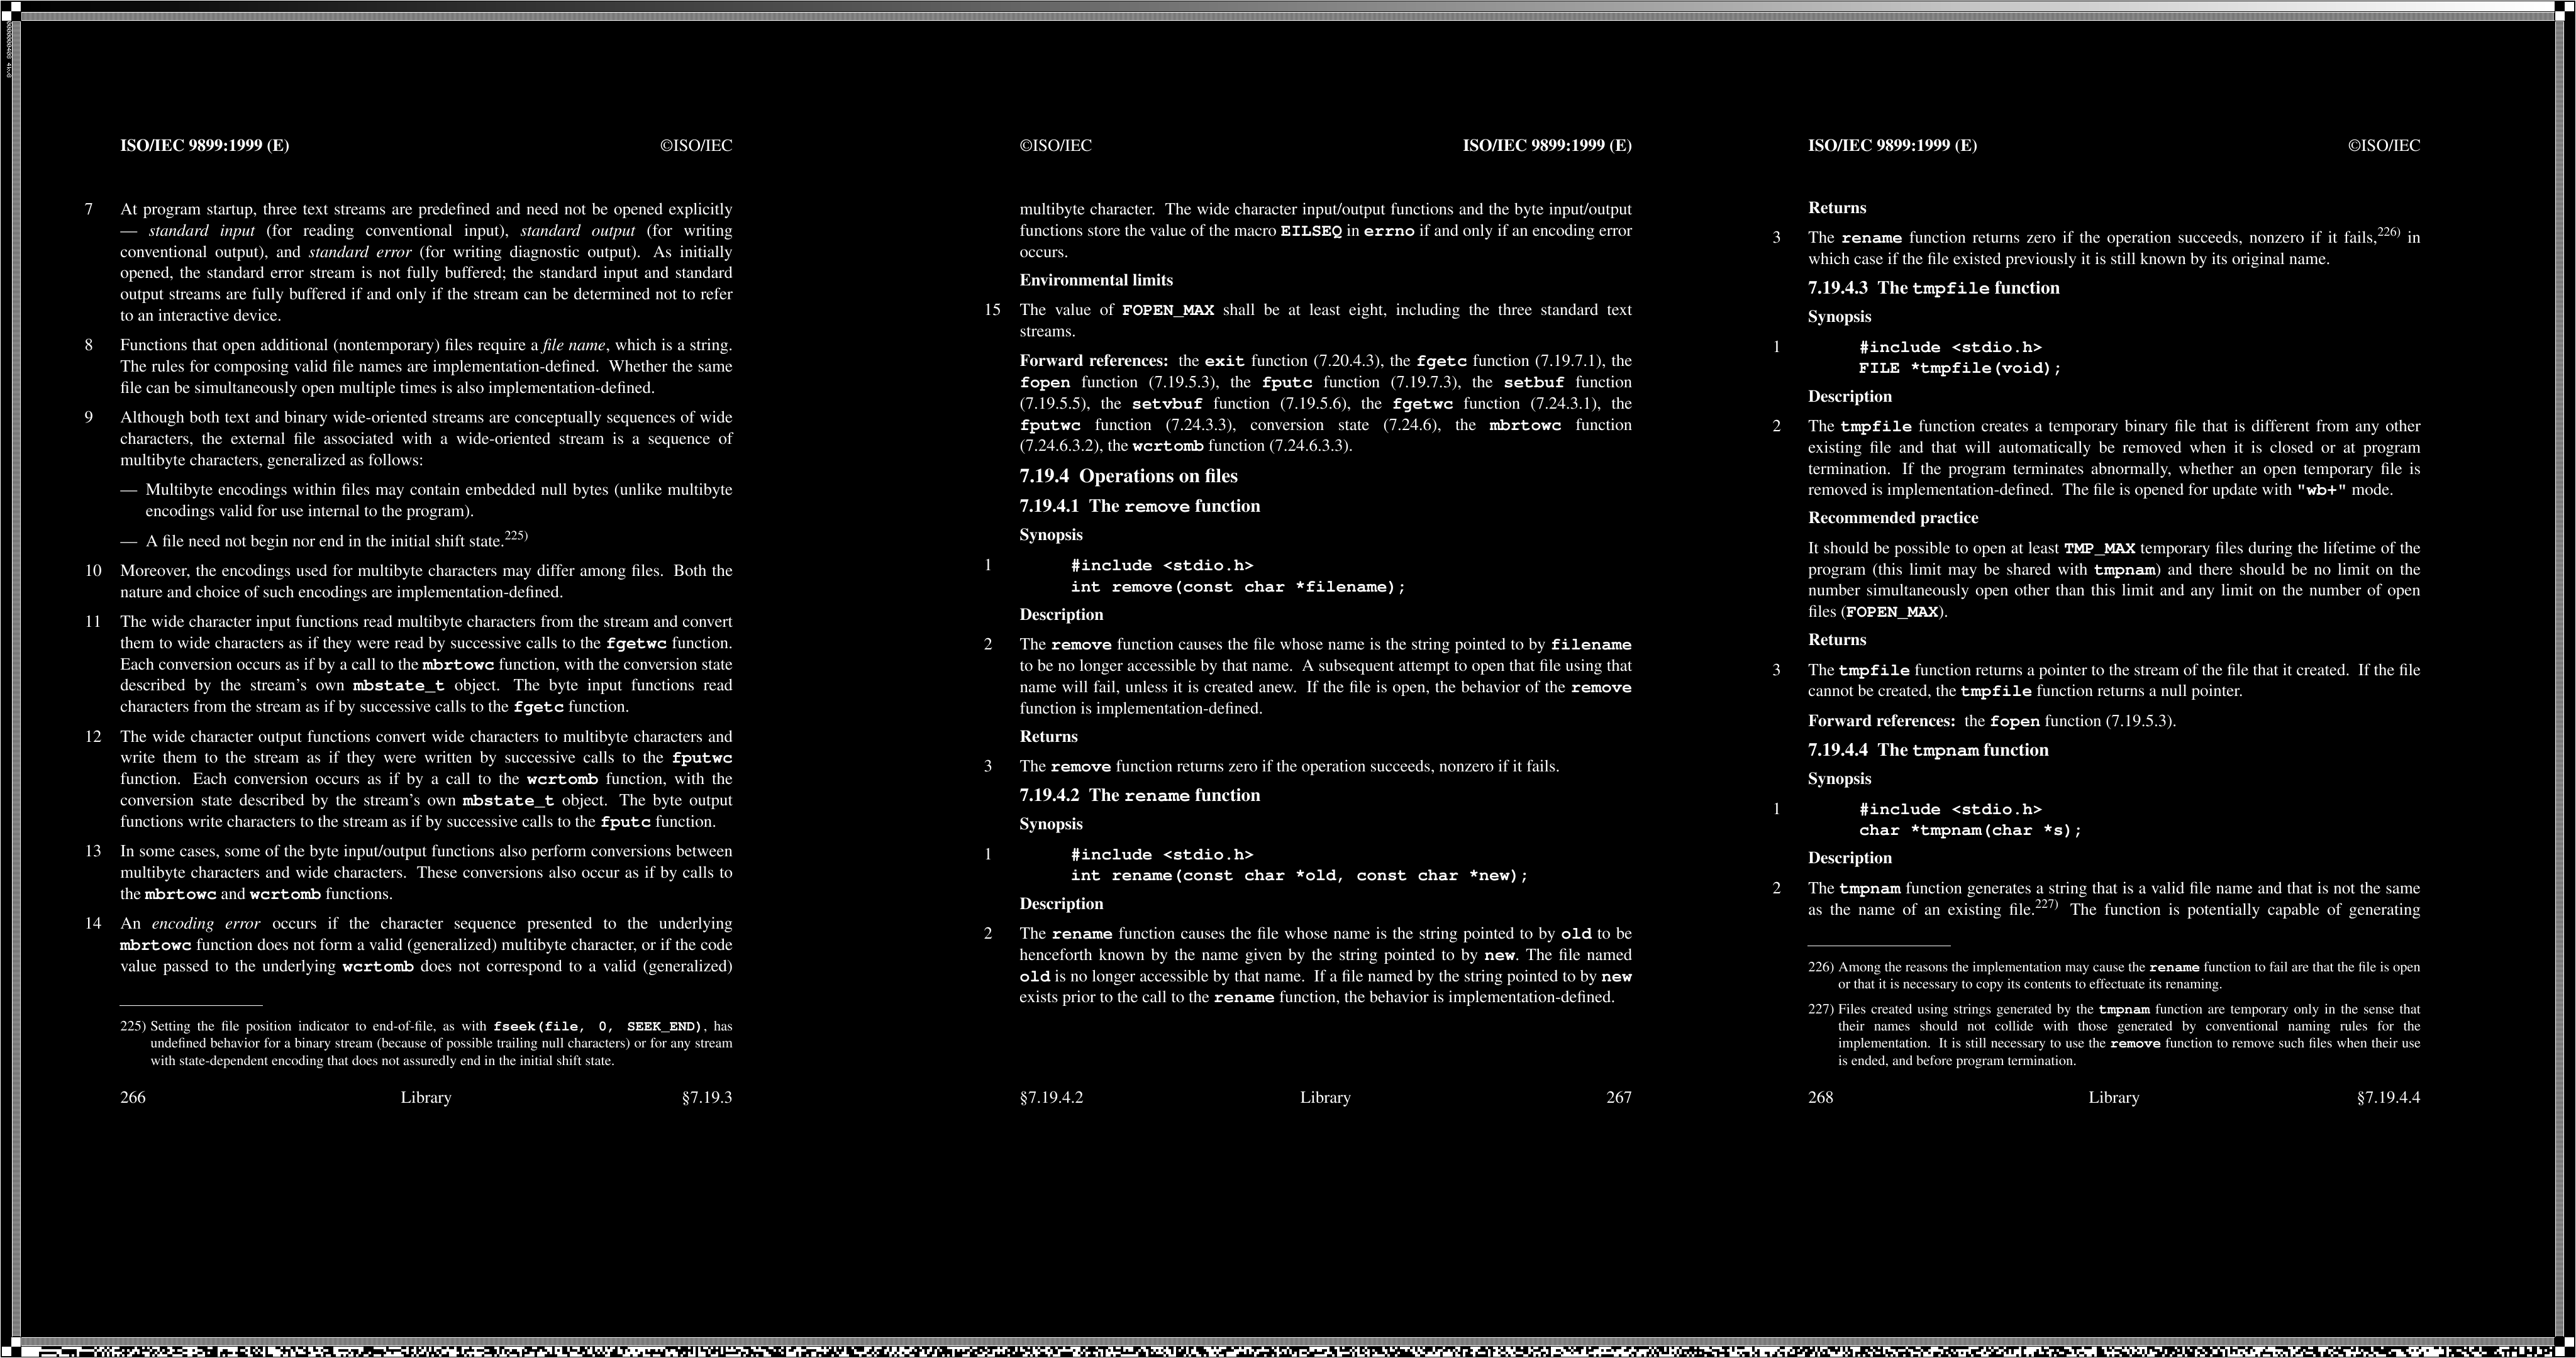 ISO/IEC 9899:1999 (E) ©ISO/IEC
7 At program startup, three text streams are predefined and need not be opened explicitly
— standard input (for reading conventional input), standard output (for writing
conventional output), and standard error (for writing diagnostic output). As initially
opened, the standard error stream is not fully buffered; the standard input and standard
output streams are fully buffered if and only if the stream can be determined not to refer
to an interactive device.
8 Functions that open additional (nontemporary) files require a file name, which is a string.
The rules for composing valid file names are implementation-defined. Whether the same
file can be simultaneously open multiple times is also implementation-defined.
9 Although both text and binary wide-oriented streams are conceptually sequences of wide
characters, the external file associated with a wide-oriented stream is a sequence of
multibyte characters, generalized as follows:
— Multibyte encodings within files may contain embedded null bytes (unlike multibyte
encodings valid for use internal to the program).
— A file need not begin nor end in the initial shift state.225)
10 Moreover, the encodings used for multibyte characters may differ among files. Both the
nature and choice of such encodings are implementation-defined.
11 The wide character input functions read multibyte characters from the stream and convert
them to wide characters as if they were read by successive calls to the fgetwc function.
Each conversion occurs as if by a call to the mbrtowc function, with the conversion state
described by the stream's own mbstate_t object. The byte input functions read
characters from the stream as if by successive calls to the fgetc function.
12 The wide character output functions convert wide characters to multibyte characters and
write them to the stream as if they were written by successive calls to the fputwc
function. Each conversion occurs as if by a call to the wcrtomb function, with the
conversion state described by the stream's own mbstate_t object. The byte output
functions write characters to the stream as if by successive calls to the fputc function.
13 In some cases, some of the byte input/output functions also perform conversions between
multibyte characters and wide characters. These conversions also occur as if by calls to
the mbrtowc and wcrtomb functions.
14 An encoding error occurs if the character sequence presented to the underlying
mbrtowc function does not form a valid (generalized) multibyte character, or if the code
value passed to the underlying wcrtomb does not correspond to a valid (generalized)
225) Setting the file position indicator to end-of-file, as with fseek(file, 0, SEEK_END), has
undefined behavior for a binary stream (because of possible trailing null characters) or for any stream
with state-dependent encoding that does not assuredly end in the initial shift state.
266 Library §7.19.3
©ISO/IEC ISO/IEC 9899:1999 (E)
multibyte character. The wide character input/output functions and the byte input/output
functions store the value of the macro EILSEQ in errno if and only if an encoding error
occurs.
Environmental limits
15 The value of FOPEN_MAX shall be at least eight, including the three standard text
streams.
Forward references: the exit function (7.20.4.3), the fgetc function (7.19.7.1), the
fopen function (7.19.5.3), the fputc function (7.19.7.3), the setbuf function
(7.19.5.5), the setvbuf function (7.19.5.6), the fgetwc function (7.24.3.1), the
fputwc function (7.24.3.3), conversion state (7.24.6), the mbrtowc function
(7.24.6.3.2), the wcrtomb function (7.24.6.3.3).
7.19.4 Operations on files
7.19.4.1 The remove function
Synopsis
1 #include <stdio.h>
int remove(const char *filename);
Description
2 The remove function causes the file whose name is the string pointed to by filename
to be no longer accessible by that name. A subsequent attempt to open that file using that
name will fail, unless it is created anew. If the file is open, the behavior of the remove
function is implementation-defined.
Returns
3 The remove function returns zero if the operation succeeds, nonzero if it fails.
7.19.4.2 The rename function
Synopsis
1 #include <stdio.h>
int rename(const char *old, const char *new);
Description
2 The rename function causes the file whose name is the string pointed to by old to be
henceforth known by the name given by the string pointed to by new. The file named
old is no longer accessible by that name. If a file named by the string pointed to by new
exists prior to the call to the rename function, the behavior is implementation-defined.
§7.19.4.2 Library 267
ISO/IEC 9899:1999 (E) ©ISO/IEC
Returns
3 The rename function returns zero if the operation succeeds, nonzero if it fails,226) in
which case if the file existed previously it is still known by its original name.
7.19.4.3 The tmpfile function
Synopsis
1 #include <stdio.h>
FILE *tmpfile(void);
Description
2 The tmpfile function creates a temporary binary file that is different from any other
existing file and that will automatically be removed when it is closed or at program
termination. If the program terminates abnormally, whether an open temporary file is
removed is implementation-defined. The file is opened for update with "wb+" mode.
Recommended practice
It should be possible to open at least TMP_MAX temporary files during the lifetime of the
program (this limit may be shared with tmpnam) and there should be no limit on the
number simultaneously open other than this limit and any limit on the number of open
files (FOPEN_MAX).
Returns
3 The tmpfile function returns a pointer to the stream of the file that it created. If the file
cannot be created, the tmpfile function returns a null pointer.
Forward references: the fopen function (7.19.5.3).
7.19.4.4 The tmpnam function
Synopsis
1 #include <stdio.h>
char *tmpnam(char *s);
Description
2 The tmpnam function generates a string that is a valid file name and that is not the same
as the name of an existing file.227) The function is potentially capable of generating
226) Among the reasons the implementation may cause the rename function to fail are that the file is open
or that it is necessary to copy its contents to effectuate its renaming.
227) Files created using strings generated by the tmpnam function are temporary only in the sense that
their names should not collide with those generated by conventional naming rules for the
implementation. It is still necessary to use the remove function to remove such files when their use
is ended, and before program termination.
268 Library §7.19.4.4